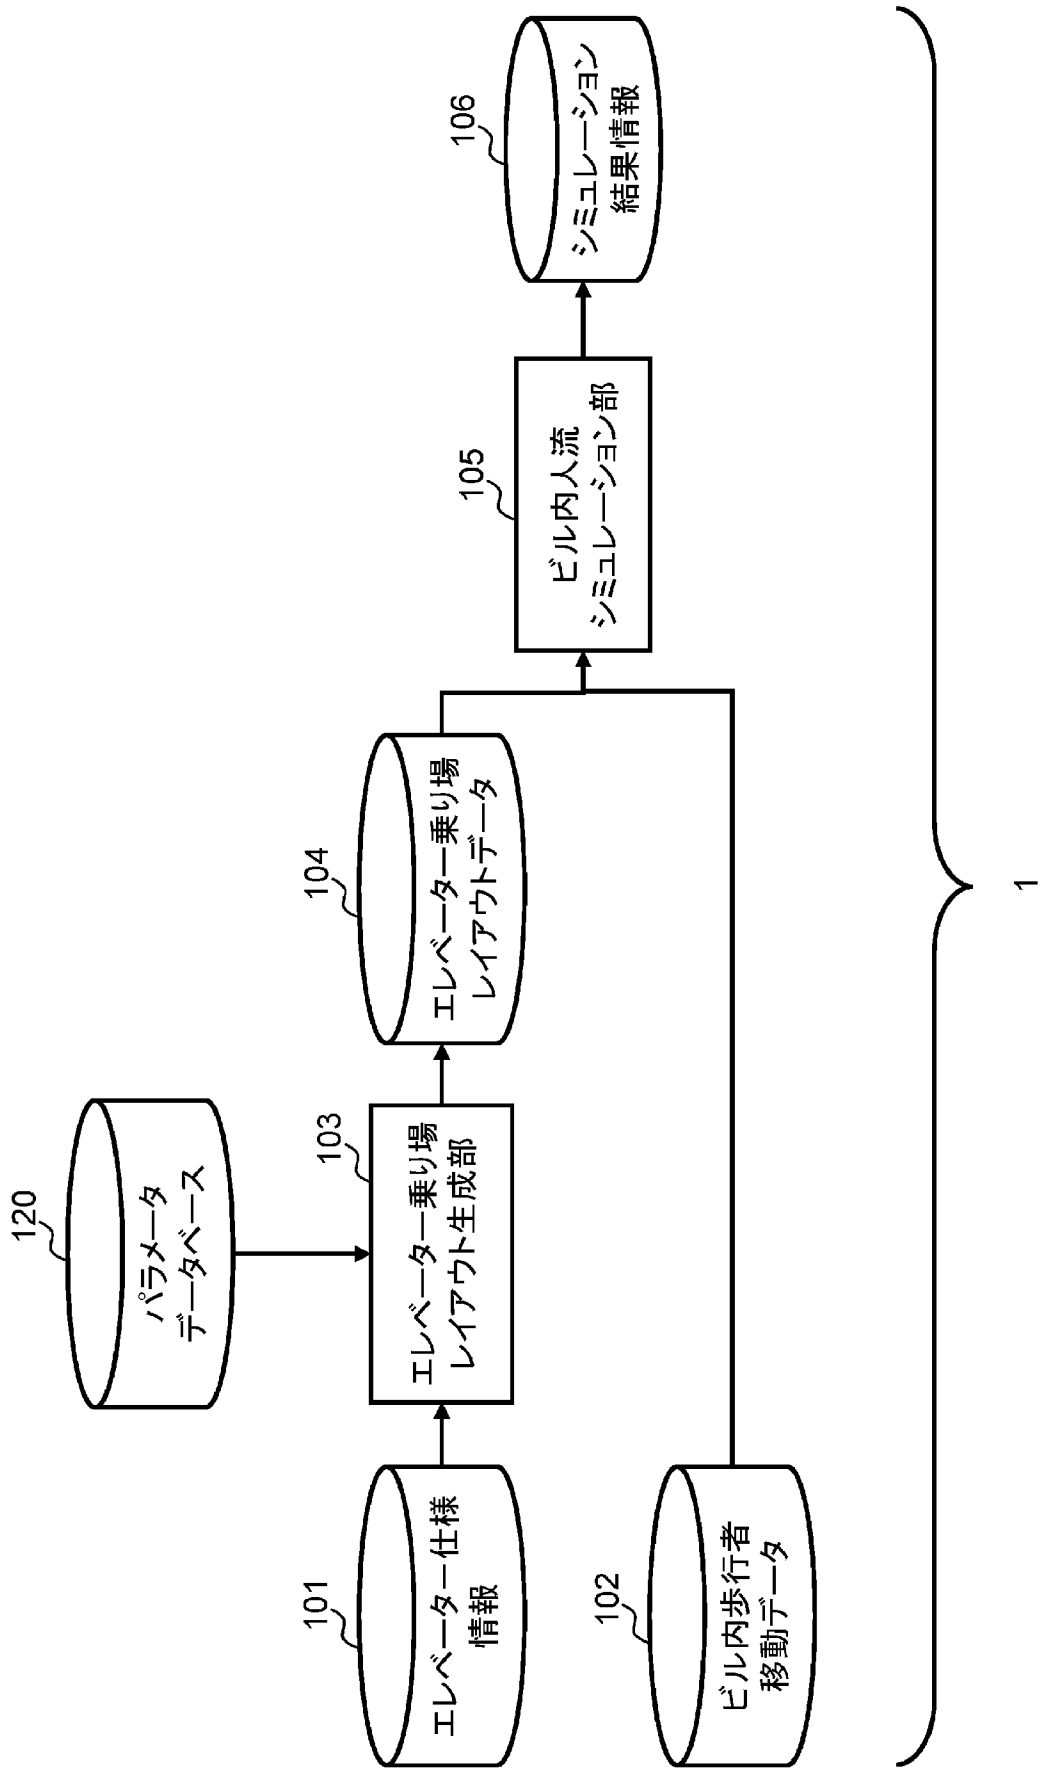 120
パラメータ
データベース
101
エレベーター仕様
情報
103
エレベーター乗り場
レイアウト生成部
104
エレベーター乗り場
レイアウトデータ
105
ビル内人流
シミュレーション部
106
シミュレーション
結果情報
102
ビル内歩行者
移動データ
1